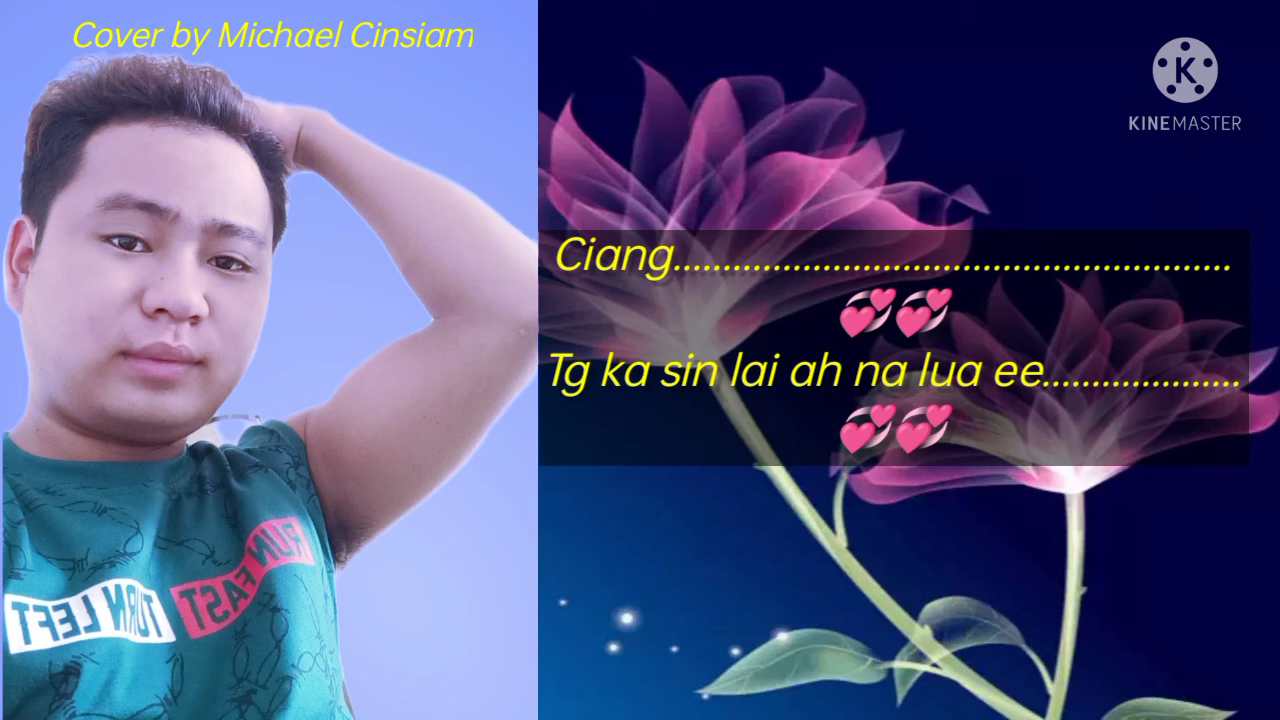 Cover by Michael Cinsiam
K
KINEMASTER
Ciang........................................................
💞💞
Tg ka sin lai ah na lua ee....................
💞💞
RUN FAST
TURN LEFT